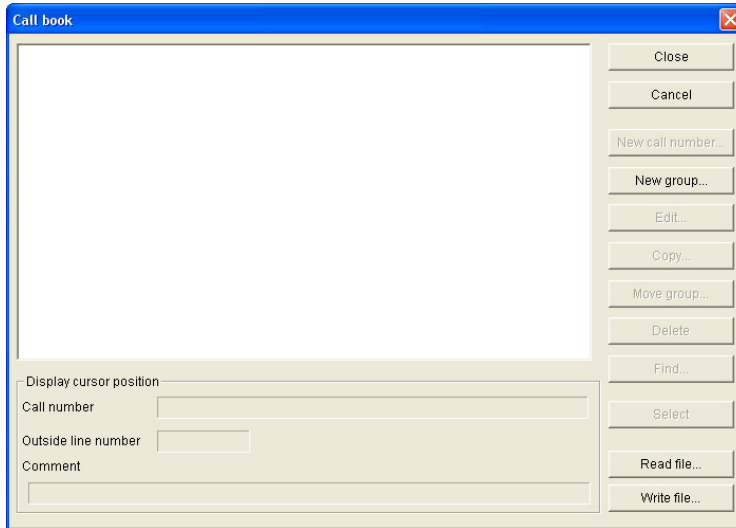 Call book
Close
Cancel
New call number...
New group...
Edit...
Copy...
Move group...
Delete
Find...
Select
Read file...
Write file...
Display cursor position
Call number
Outside line number
Comment